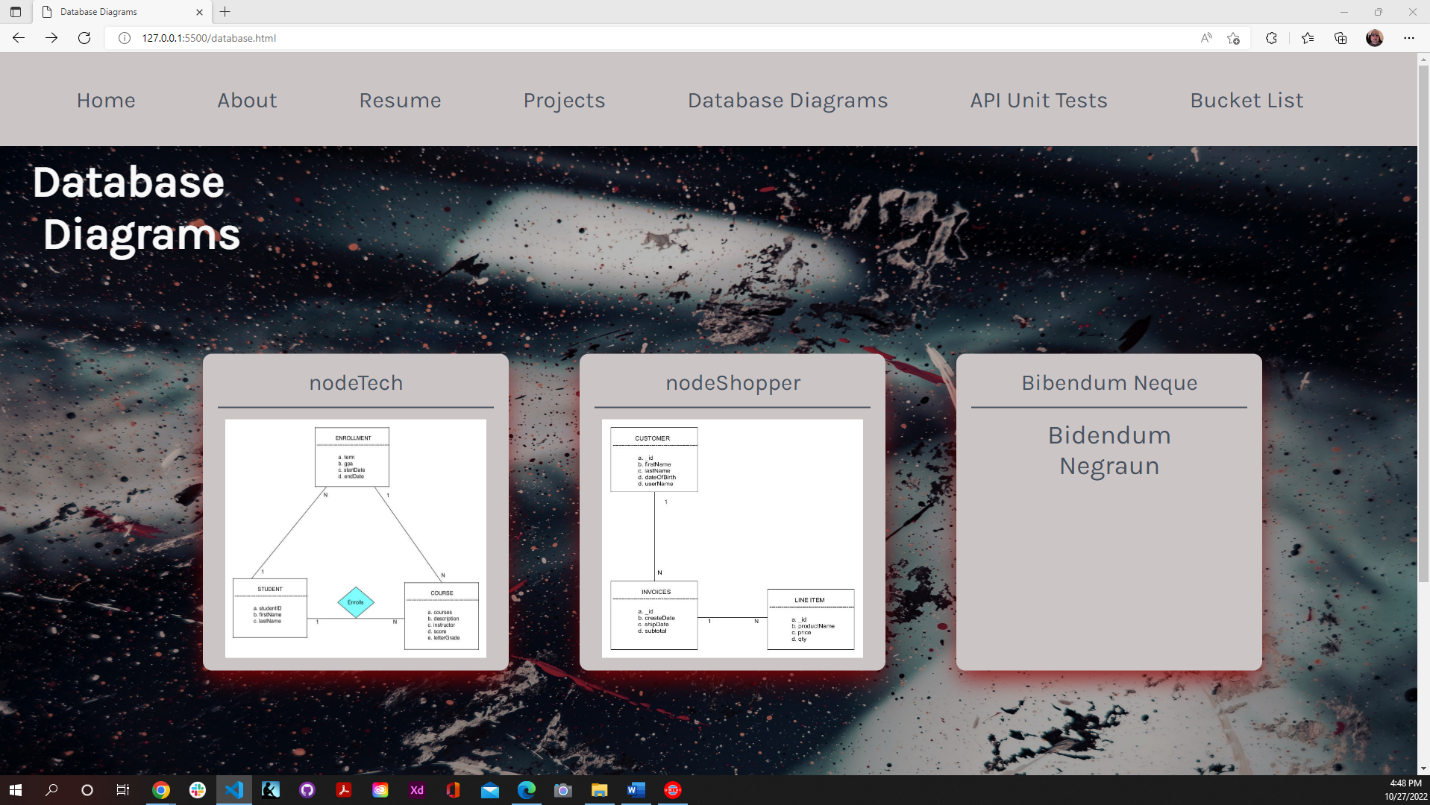 Database Diagrams
127.0.0.1:5500/database.html
Home About Resume Projects Database Diagrams API Unit Tests Bucket List
Database
Diagrams
nodeTech
ENROLLMENT
a. term
b. gpa
c. startDate
d. endDate
N 1
1 N
STUDENT
a. studentID
b. firstName
c. lastName
Enrolls
COURSE
a. courses
b. description
c. instructor
d. score
e. letterGrade
1 N
nodeShopper
CUSTOMER
a. _id
b. firstName
c. lastName
d. dateOfBirth
e. userName
1
N
INVOICES
a. _id
b. createDate
c. shipDate
d. subtotal
1 N
LINE ITEM
a. _id
b. productName
c. price
d. qty
Bibendum Neque
Bidendum
Negraun
Xd
4:48 PM
10/27/2022